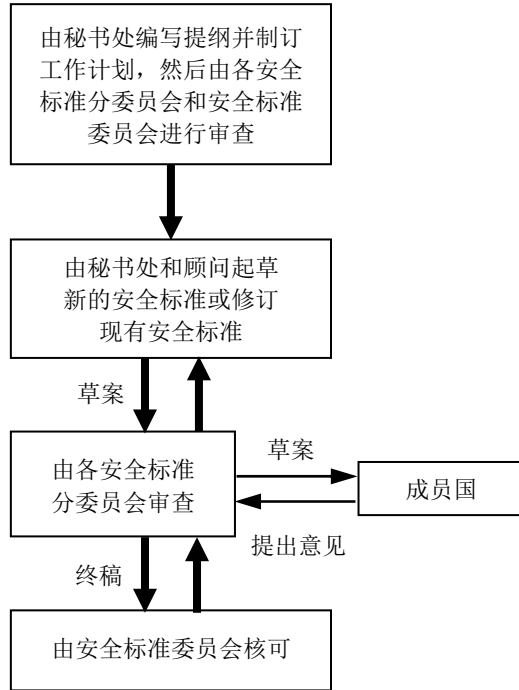 由秘书处编写提纲并制订
工作计划，然后由各安全
标准分委员会和安全标准
委员会进行审查
由秘书处和顾问起草
新的安全标准或修订
现有安全标准
草案
由各安全标准
分委员会审查
草案
成员国
提出意见
终稿
由安全标准委员会核可